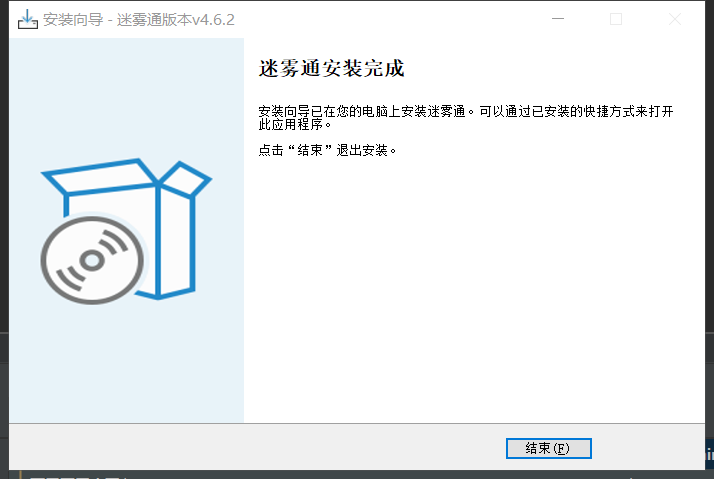 安装向导 - 迷雾通版本v4.6.2
迷雾通安装完成
安装向导已在您的电脑上安装迷雾通。可以通过已安装的快捷方式来打开
此应用程序。
点击“结束”退出安装。
结束(F)